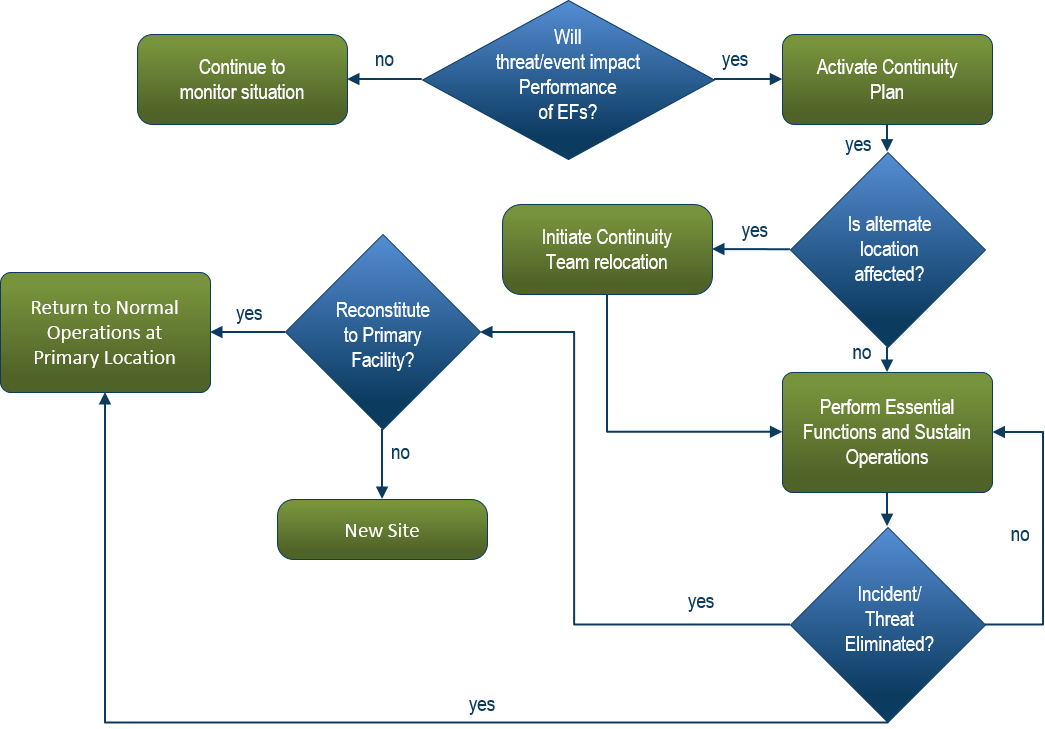 Continue to
monitor situation
no
Will
threat/event impact
Performance
of EFs?
yes
Activate Continuity
Plan
yes
Is alternate
location
affected?
yes
Initiate Continuity
Team relocation
no
Perform Essential
Functions and Sustain
Operations
no
Incident/
Threat
Eliminated?
yes
Reconstitute
to Primary
Facility?
yes
Return to Normal
Operations at
Primary Location
no
New Site
yes